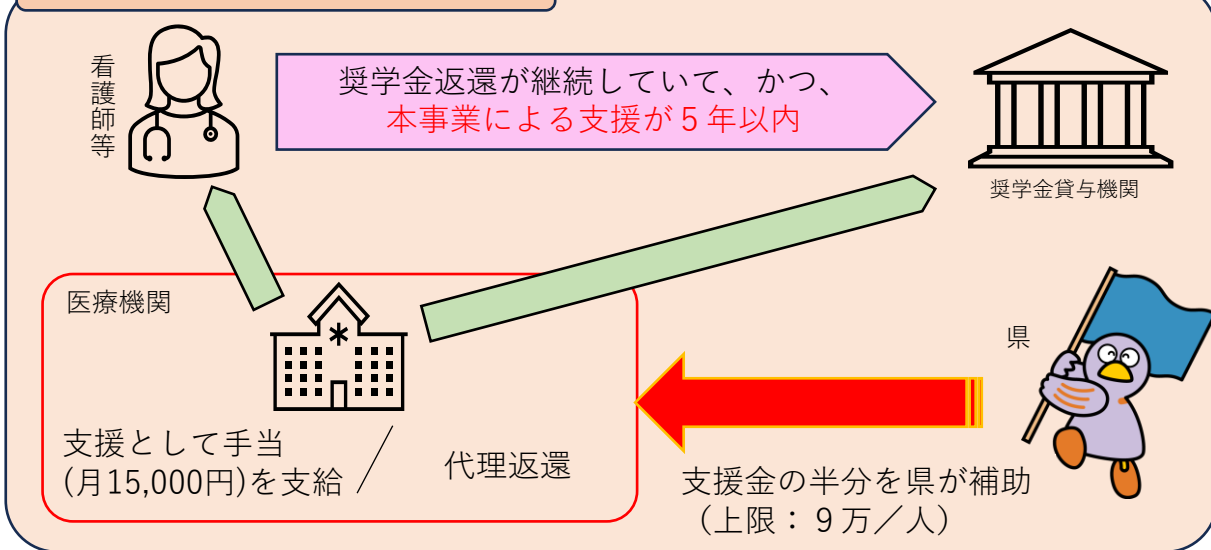 看護師等
奨学金返還が継続していて、かつ、
本事業による支援が５年以内
奨学金貸与機関
医療機関
支援として手当
(月15,000円)を支給 ／
代理返還
県
支援金の半分を県が補助
（上限：９万／人）